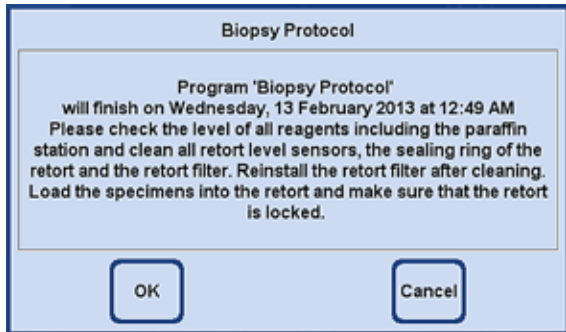 Biopsy Protocol
Program 'Biopsy Protocol'
will finish on Wednesday, 13 February 2013 at 12:49 AM
Please check the level of all reagents including the paraffin
station and clean all retort level sensors, the sealing ring of the
retort and the retort filter. Reinstall the retort filter after cleaning.
Load the specimens into the retort and make sure that the retort
is locked.
OK
Cancel